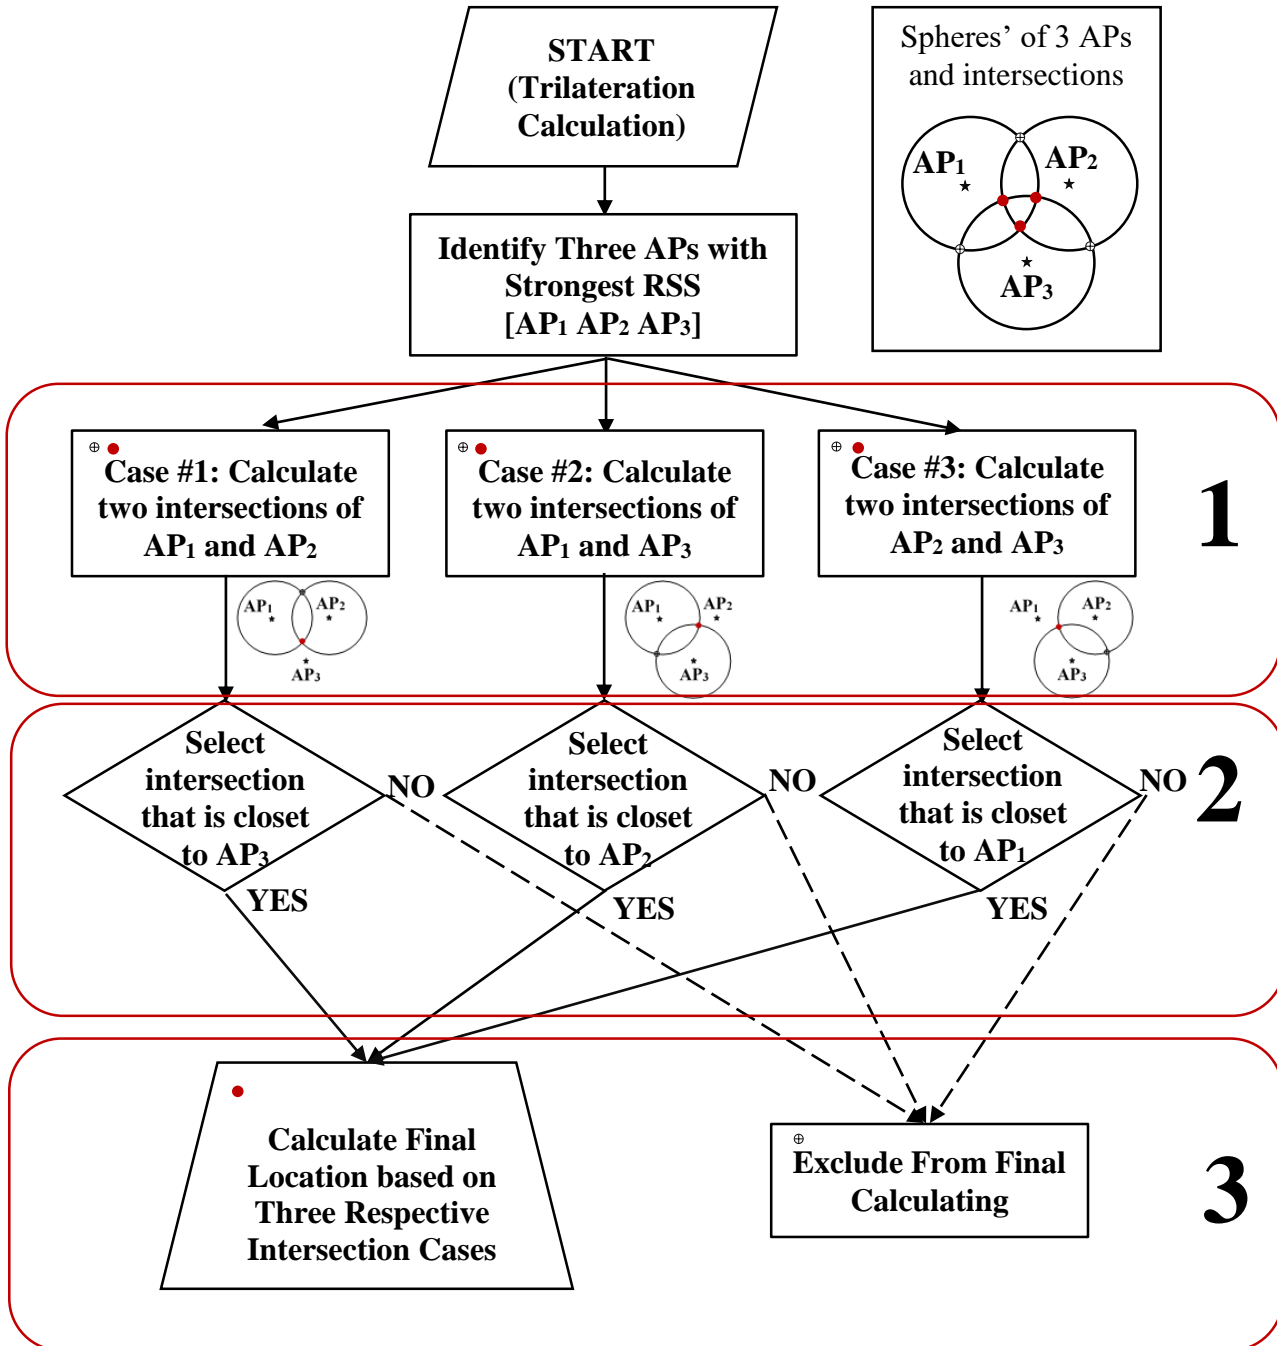 START
(Trilateration
Calculation)
Spheres’ of 3 APs
and intersections
AP1
AP2
AP3
Identify Three APs with
Strongest RSS
[AP1 AP2 AP3]
Case #1: Calculate
two intersections of
AP1 and AP2
Case #2: Calculate
two intersections of
AP1 and AP3
Case #3: Calculate
two intersections of
AP2 and AP3
1
AP1
AP2
AP3
AP1
AP2
AP3
AP1
AP2
AP3
Select
intersection
that is closet
to AP3
NO
YES
Select
intersection
that is closet
to AP2
NO
YES
Select
intersection
that is closet
to AP1
NO
YES
2
Calculate Final
Location based on
Three Respective
Intersection Cases
Exclude From Final
Calculating
3